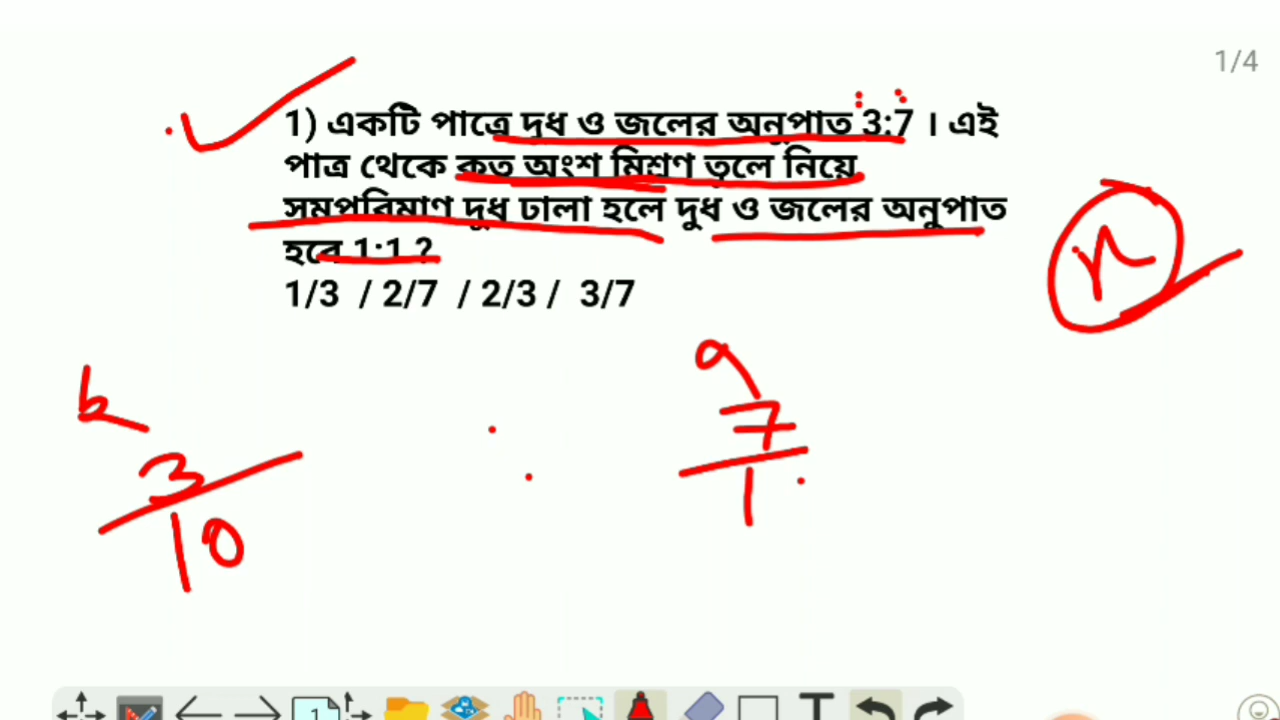 1/4
1) একটি পাত্রে দুধ ও জলের অনুপাত 3:7 । এই
পাত্র থেকে কত অংশ মিশ্রণ তুলে নিয়ে
সমপরিমাণ দুধ ঢালা হলে দুধ ও জলের অনুপাত
হবে 1:1 ?
1/3 / 2/7 / 2/3 / 3/7
3
10
7
1
1
T